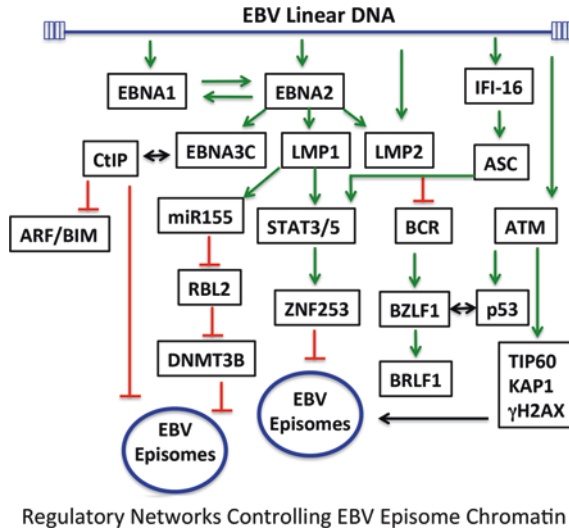 EBV Linear DNA
EBNA1
EBNA2
IFI-16
CtIP
EBNA3C
LMP1
LMP2
ASC
ARF/BIM
miR155
STAT3/5
BCR
ATM
RBL2
ZNF253
BZLF1
p53
DNMT3B
BRLF1
TIP60
KAP1
γH2AX
EBV
Episomes
EBV
Episomes
Regulatory Networks Controlling EBV Episome Chromatin